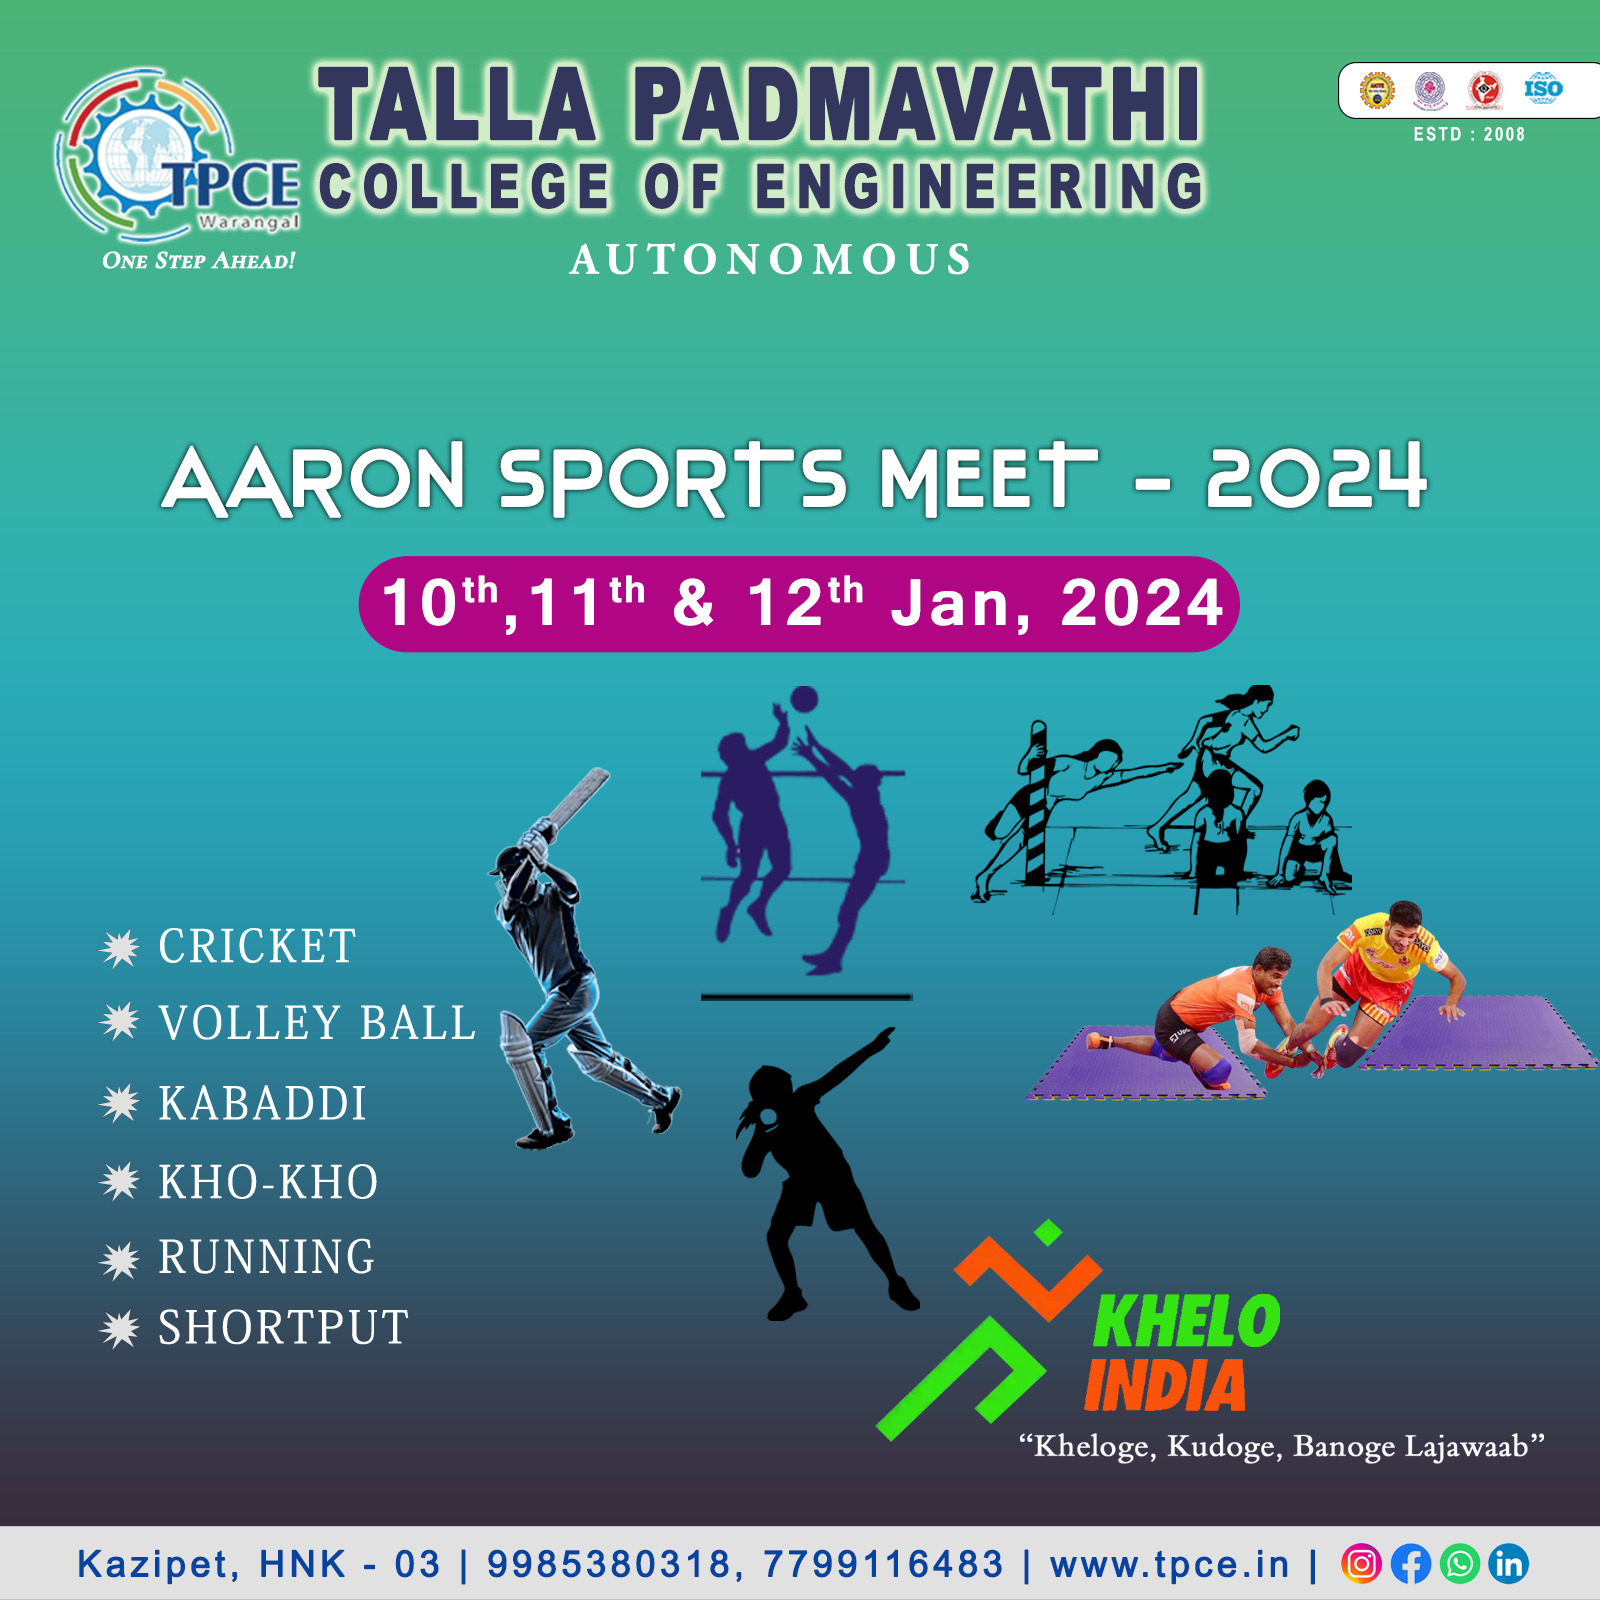 TALLA PADMAVATHI
COLLEGE OF ENGINEERING
AUTONOMOUS
TPCE
Warangal
ONE STEP AHEAD!
AICTE
ISO
ESTD : 2008
AARON SPORTS MEET - 2024
10th,11th & 12th Jan, 2024
CRICKET
VOLLEY BALL
KABADDI
KHO-KHO
RUNNING
SHORTPUT
KHELO
INDIA
“Kheloge, Kudoge, Banoge Lajawaab”
Kazipet, HNK - 03 | 9985380318, 7799116483 | www.tpce.in |